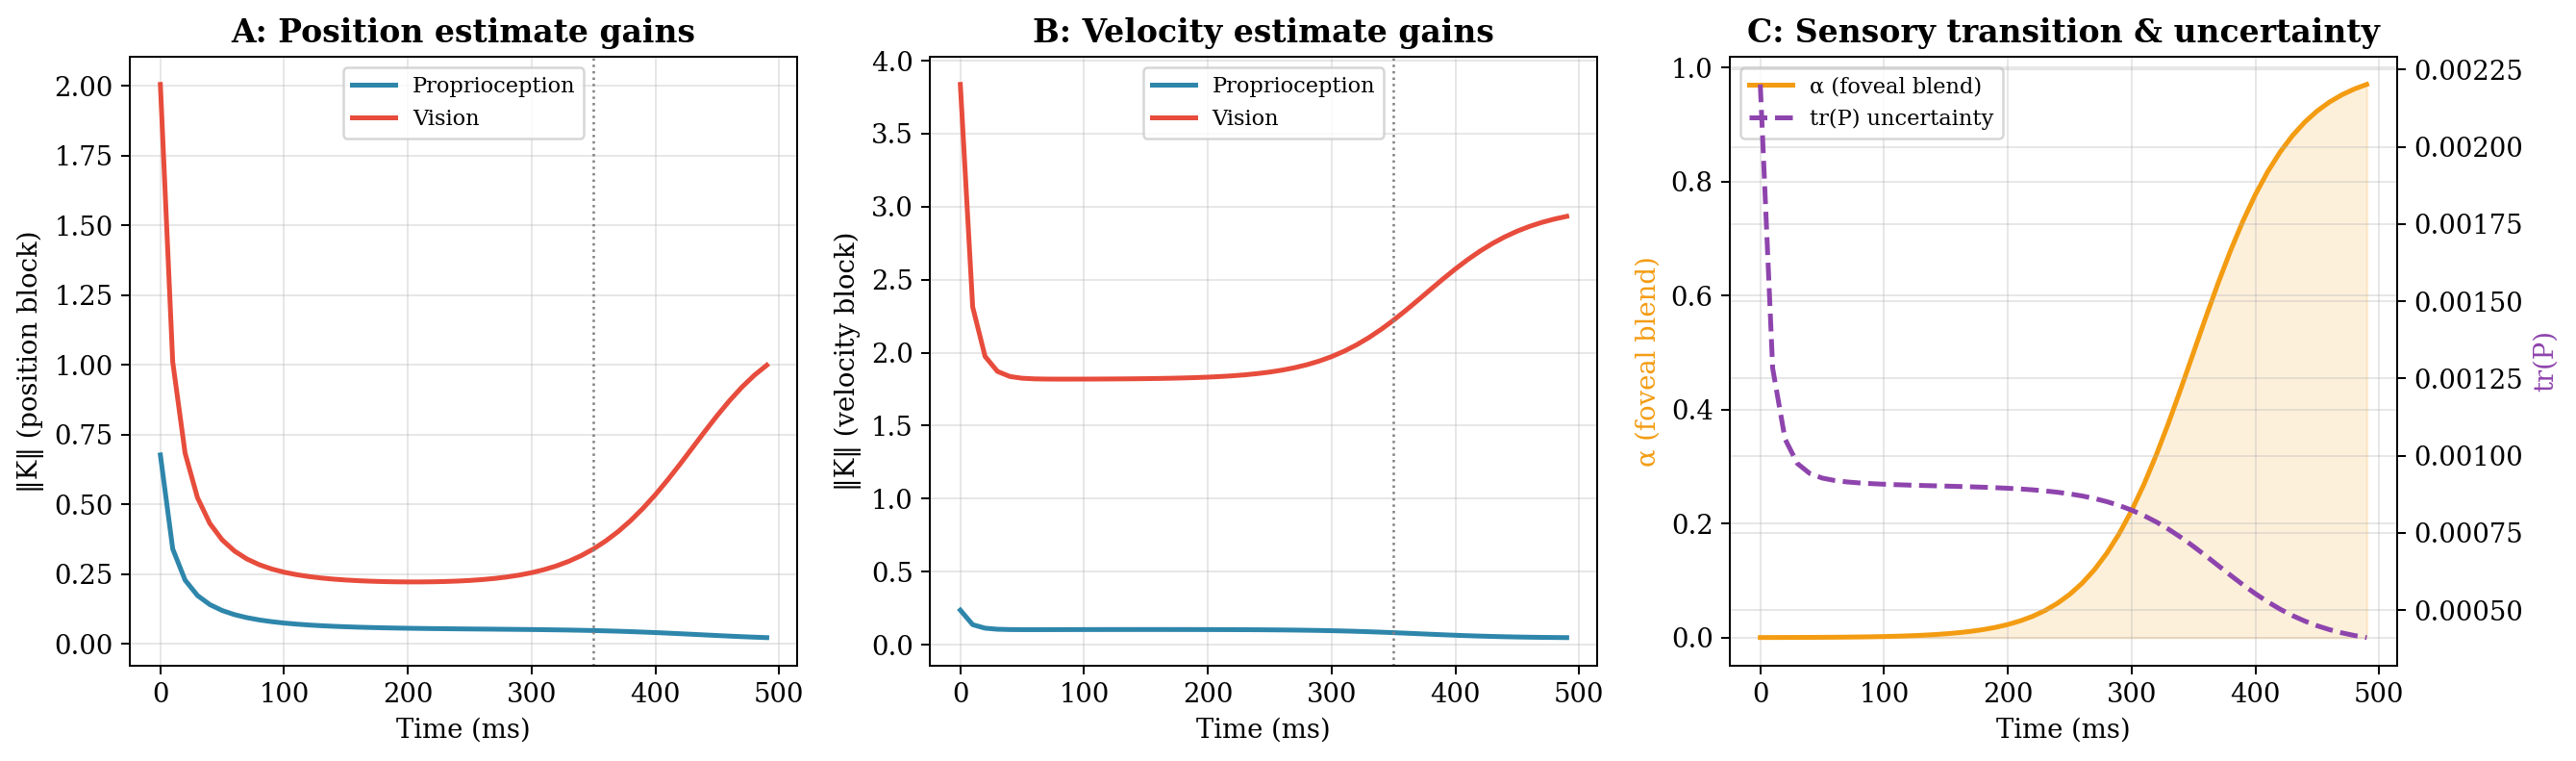 A: Position estimate gains
‖K‖ (position block)
2.00
1.75
1.50
1.25
1.00
0.75
0.50
0.25
0.00
Proprioception
Vision
0 100 200 300 400 500
Time (ms)
B: Velocity estimate gains
‖K‖ (velocity block)
4.0
3.5
3.0
2.5
2.0
1.5
1.0
0.5
0.0
Proprioception
Vision
0 100 200 300 400 500
Time (ms)
C: Sensory transition & uncertainty
α (foveal blend)
1.0
0.8
0.6
0.4
0.2
0.0
α (foveal blend)
tr(P) uncertainty
0.00225
0.00200
0.00175
0.00150
0.00125
0.00100
0.00075
0.00050
tr(P)
0 100 200 300 400 500
Time (ms)